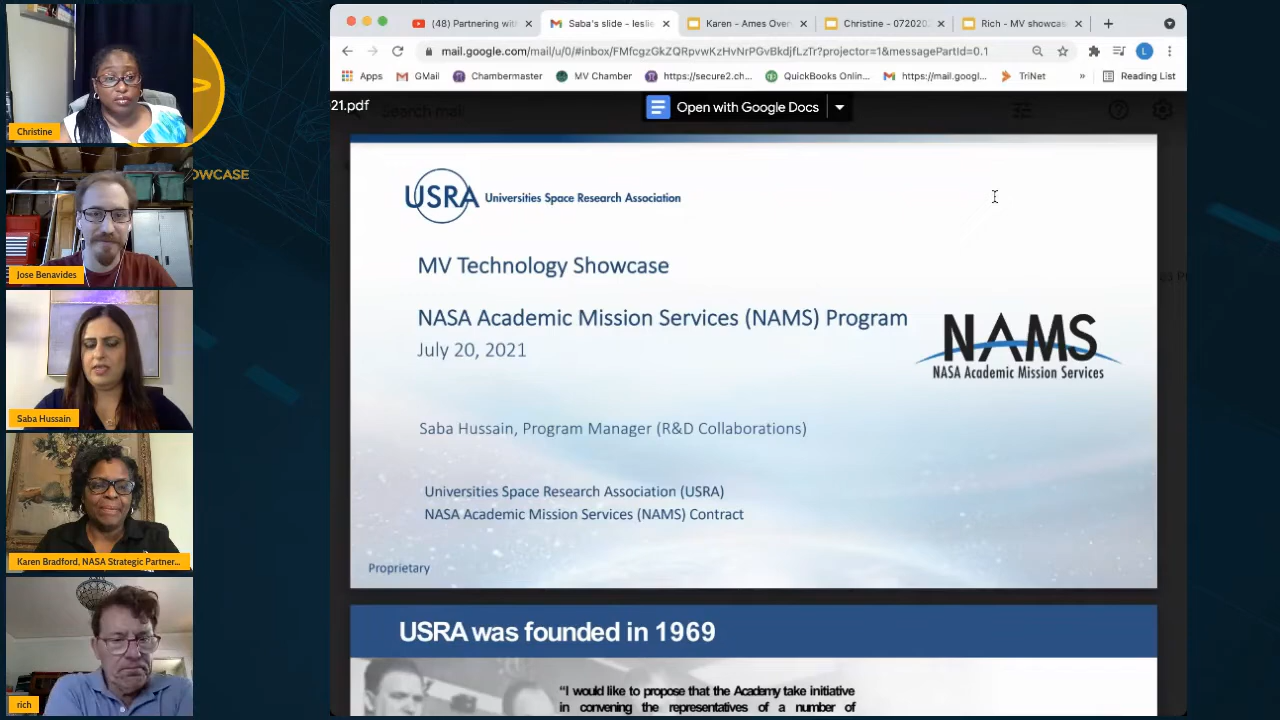 Christine
OWCASE
Jose Benavides
Saba Hussain
Karen Bradford, NASA Strategic Partner...
rich
(48) Partnering wit
Saba's slide - leslie
Karen - Ames Over
Christine - 072020
Rich - MV showcas
mail.google.com/mail/u/0/#inbox/FMfcgzGkZQRpvwKzHvNrPGvBkdjfLzTr?projector=1&messagePartId=0.1
L
Apps
GMail
Chambermaster
MV Chamber
https://secure2.ch...
QuickBooks Onlin...
https://mail.googl...
TriNet
»
Reading List
21.pdf
Search mail
Open with Google Docs
USRA Universities Space Research Association
MV Technology Showcase
NASA Academic Mission Services (NAMS) Program
July 20, 2021
NAMS
NASA Academic Mission Services
Saba Hussain, Program Manager (R&D Collaborations)
Universities Space Research Association (USRA)
NASA Academic Mission Services (NAMS) Contract
Proprietary
USRA was founded in 1969
“I would like to propose that the Academy take initiative
in convening the representatives of a number of